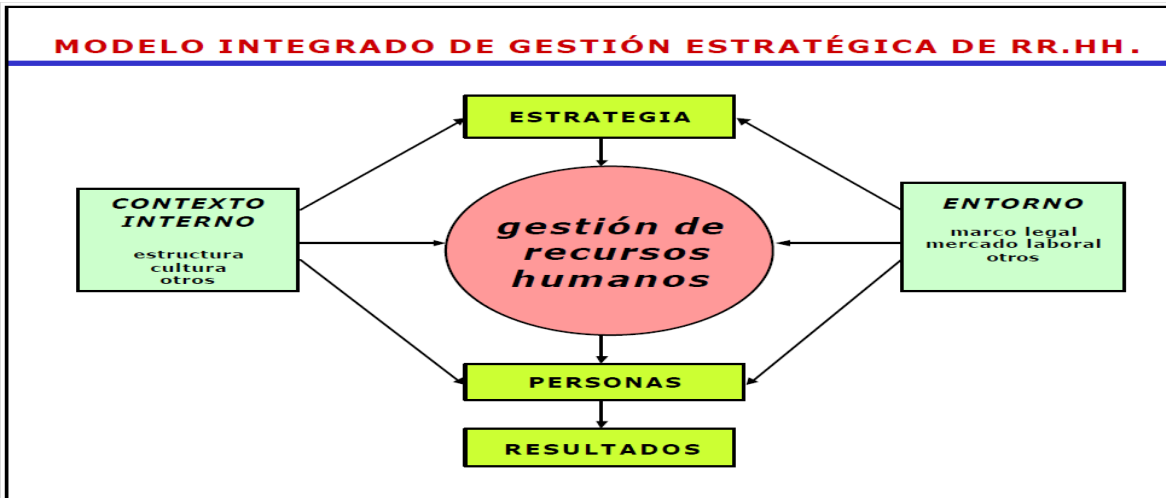 MODELO INTEGRADO DE GESTIÓN ESTRATÉGICA DE RR.HH.
ESTRATEGIA
CONTEXTO
INTERNO
estructura
cultura
otros
gestión de
recursos
humanos
ENTORNO
marco legal
mercado laboral
otros
PERSONAS
RESULTADOS